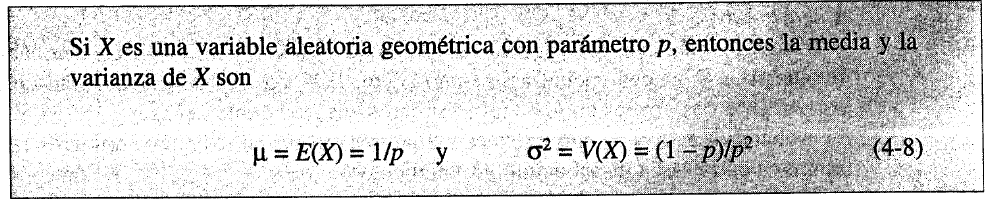 Si X es una variable aleatoria geométrica con parámetro p, entonces la media y la
varianza de X son
μ = E(X) = 1/p y σ² = V(X) = (1 – p)/p² (4-8)